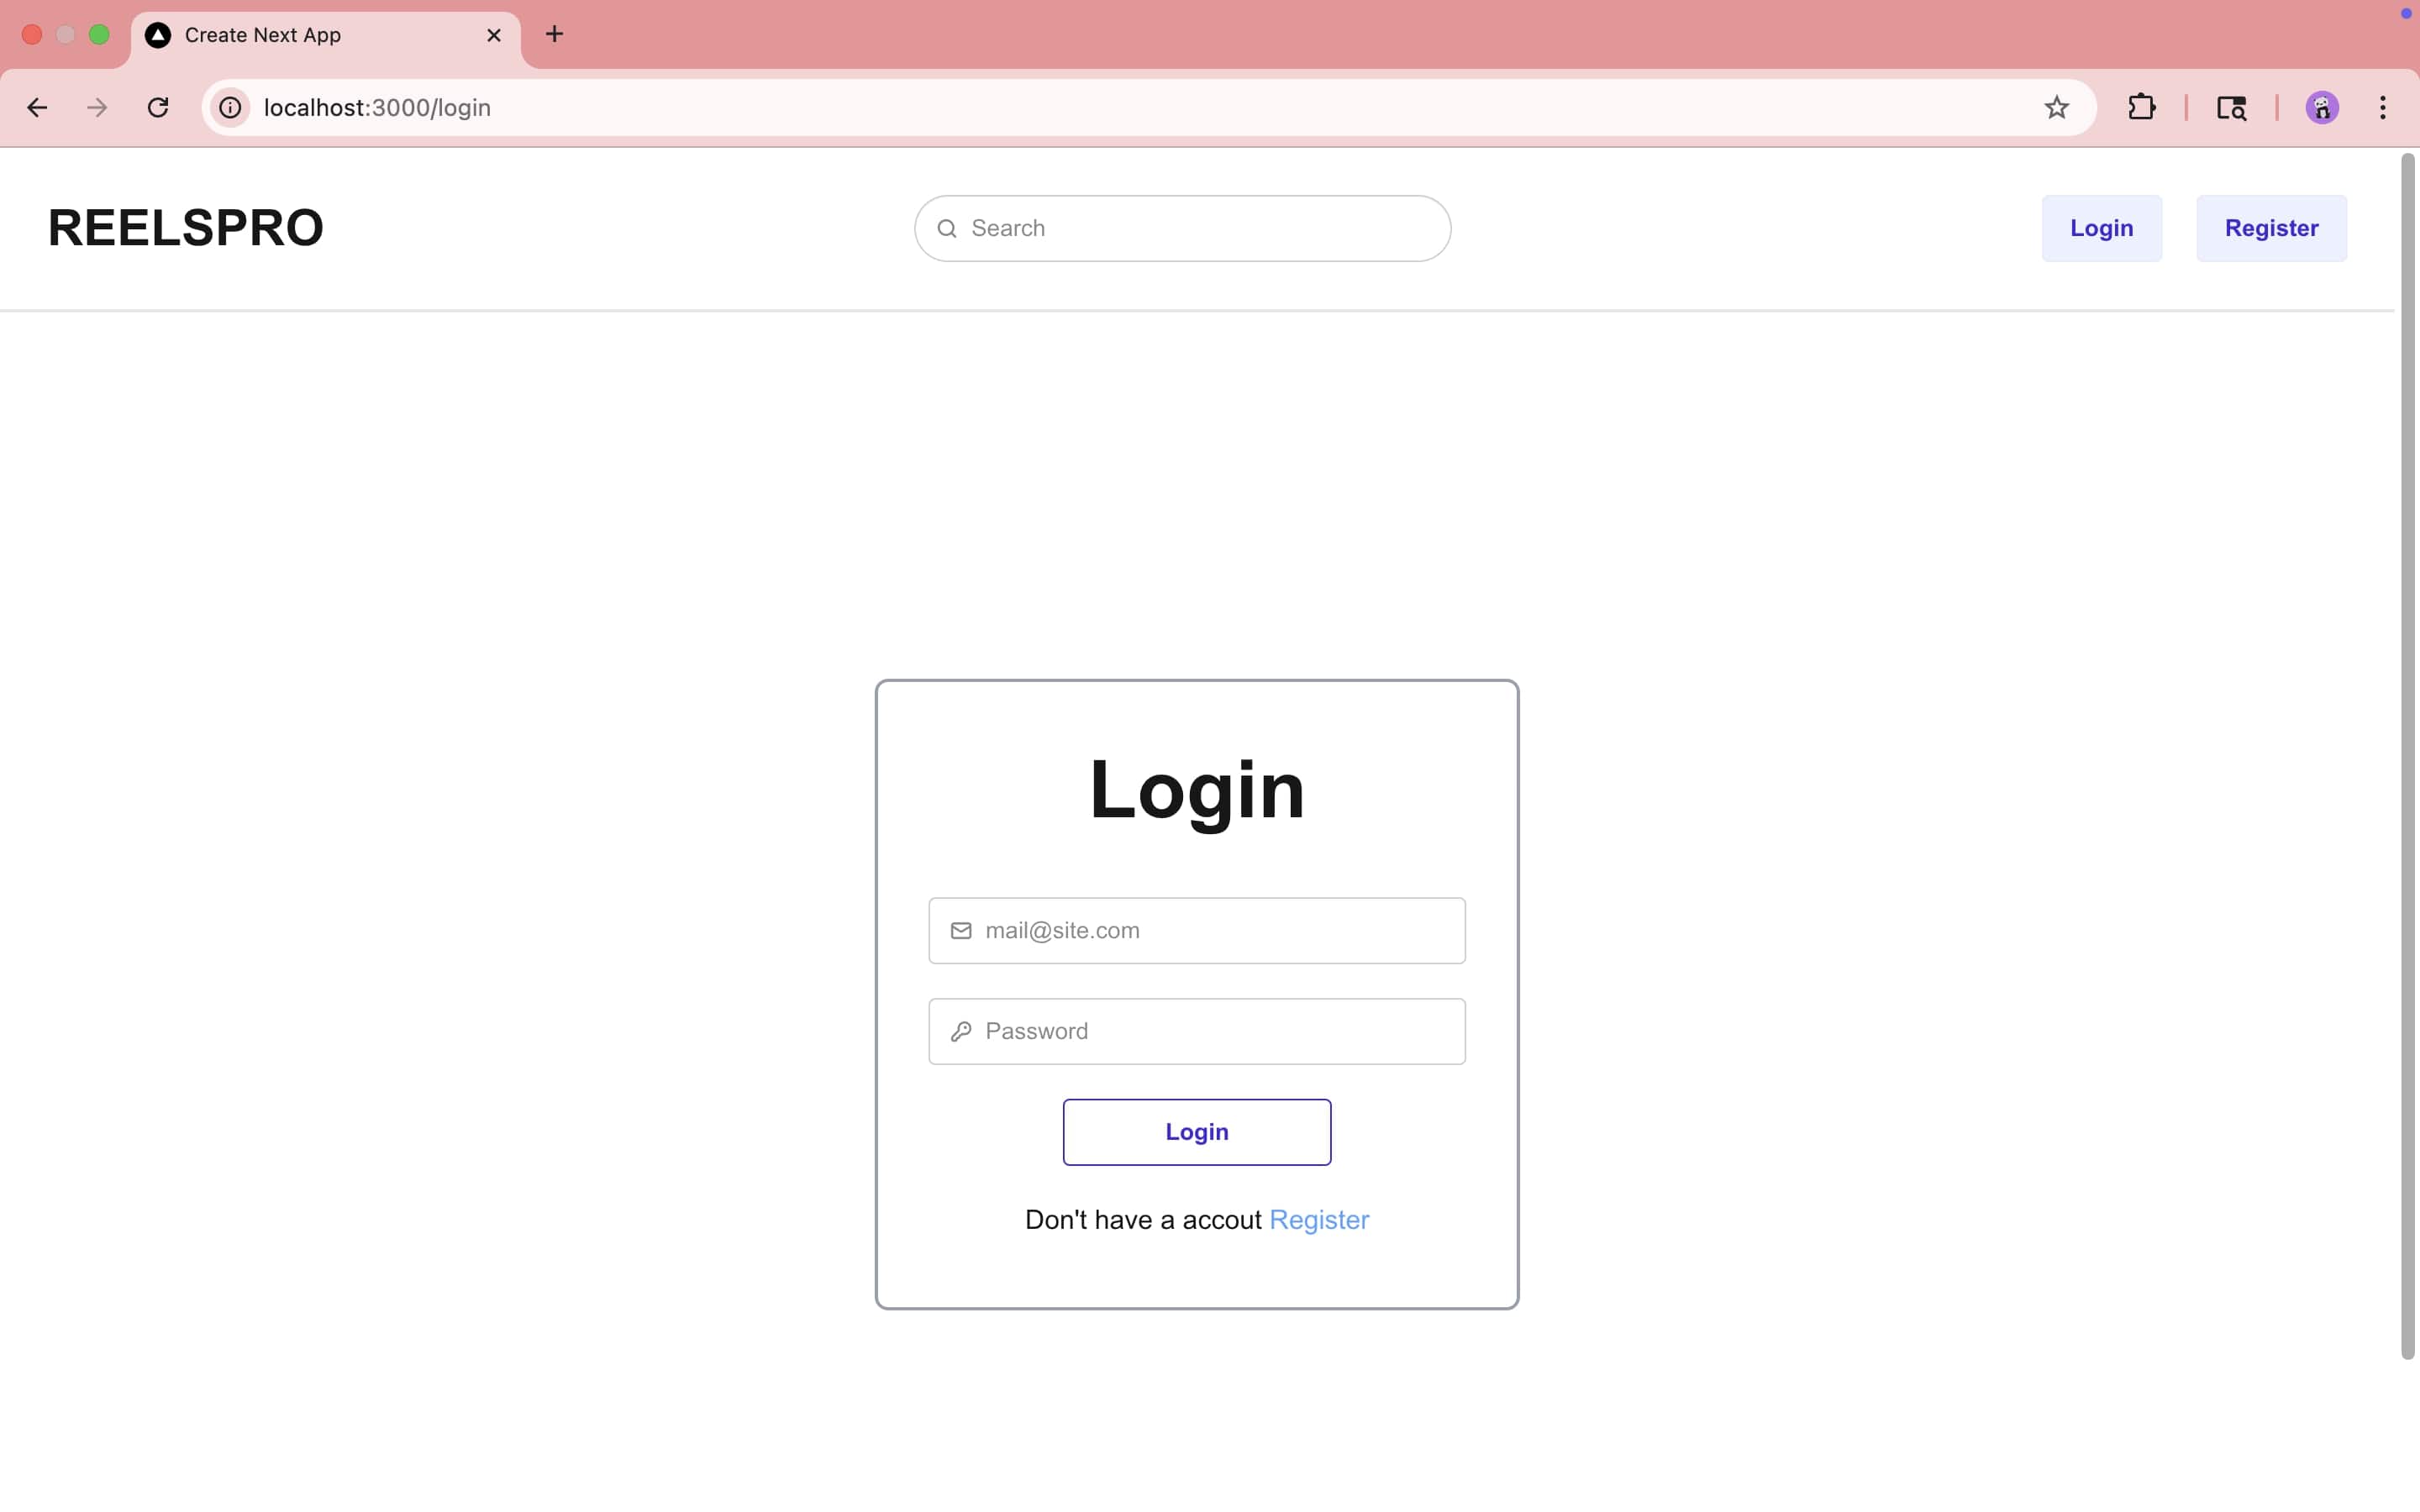 Create Next App
localhost:3000/login
REELSPRO
Search
Login
Register
Login
mail@site.com
Password
Login
Don't have a accout Register